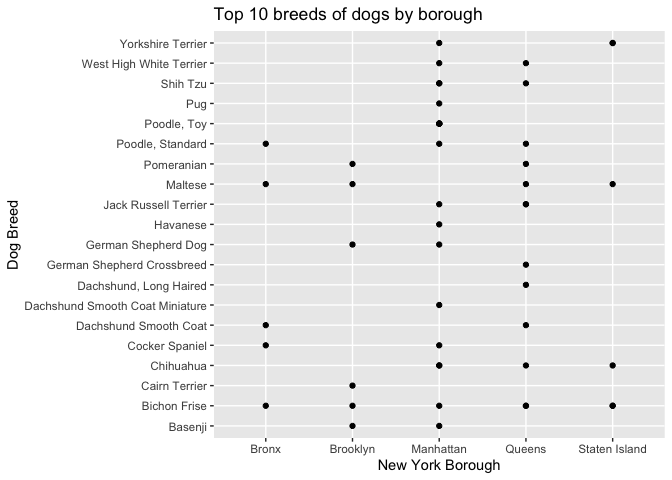 Top 10 breeds of dogs by borough
Dog Breed
Yorkshire Terrier
West High White Terrier
Shih Tzu
Pug
Poodle, Toy
Poodle, Standard
Pomeranian
Maltese
Jack Russell Terrier
Havanese
German Shepherd Dog
German Shepherd Crossbreed
Dachshund, Long Haired
Dachshund Smooth Coat Miniature
Dachshund Smooth Coat
Cocker Spaniel
Chihuahua
Cairn Terrier
Bichon Frise
Basenji
Bronx Brooklyn Manhattan Queens Staten Island
New York Borough